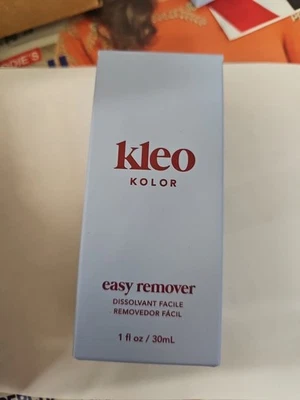 kleo
KOLOR
easy remover
DISSOLVANT FACILE
REMOVEDOR FÁCIL
1 fl oz / 30mL